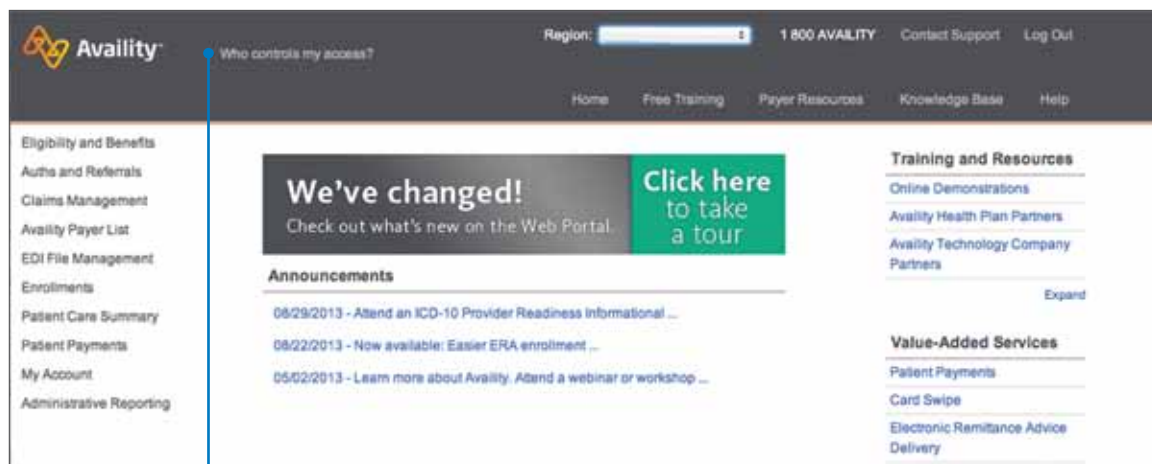 Availity
Who controls my access?
Region:
1 800 AVAILITY
Contact Support
Log Out
Home
Free Training
Payer Resources
Knowledge Base
Help
Eligibility and Benefits
Auths and Referrals
Claims Management
Availity Payer List
EDI File Management
Enrollments
Patient Care Summary
Patient Payments
My Account
Administrative Reporting
We've changed!
Check out what's new on the Web Portal.
Click here
to take
a tour
Announcements
08/29/2013 - Attend an ICD-10 Provider Readiness Informational ...
08/22/2013 - Now available: Easier ERA enrollment ...
05/02/2013 - Learn more about Availity. Attend a webinar or workshop ...
Training and Resources
Online Demonstrations
Availity Health Plan Partners
Availity Technology Company
Partners
Expand
Value-Added Services
Patient Payments
Card Swipe
Electronic Remittance Advice
Delivery